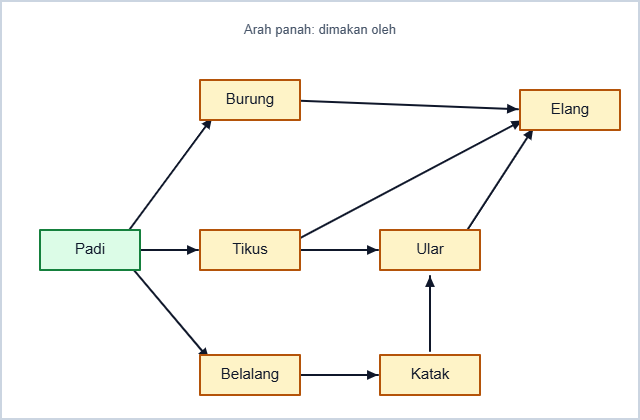 Arah panah: dimakan oleh
Burung
Elang
Padi
Tikus
Ular
Belalang
Katak